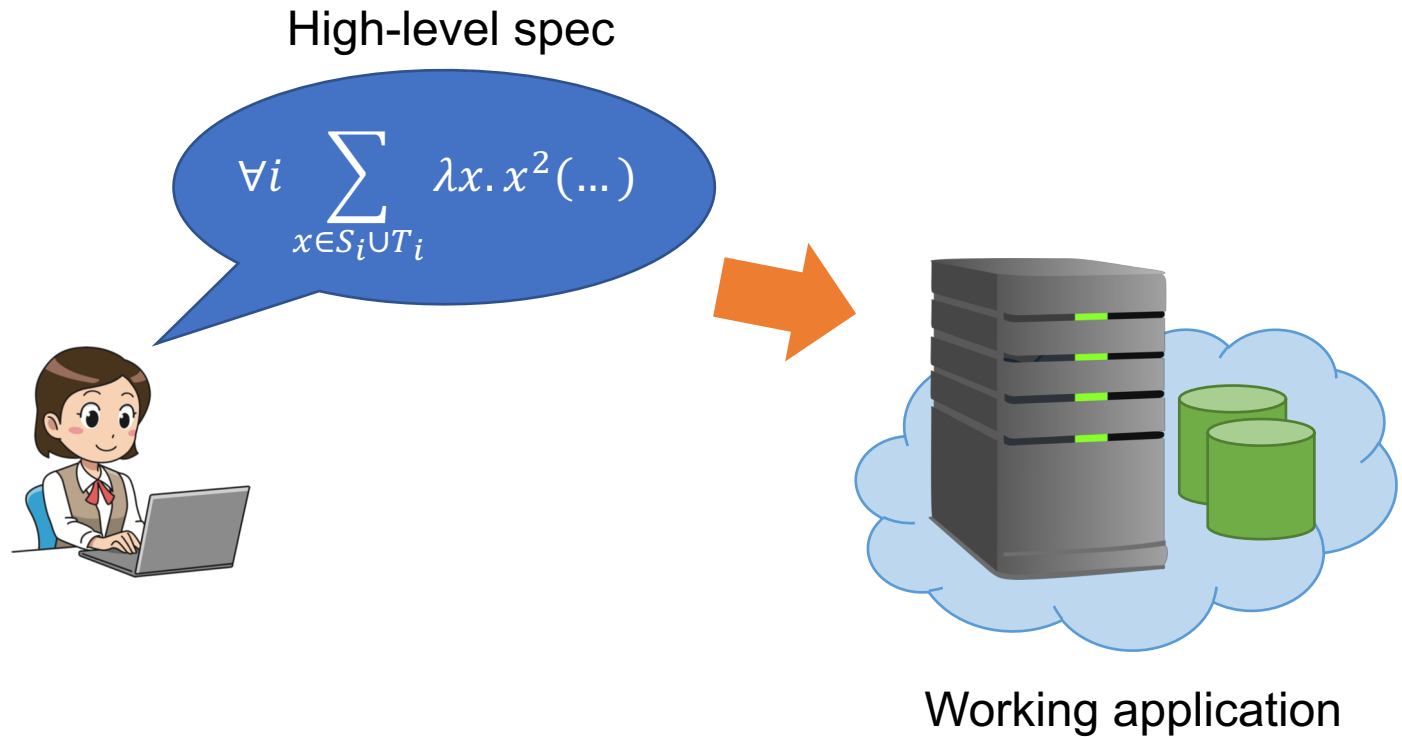 High-level spec
∀i ∑ λx. x²(… )
x∈Sᵢ∪Tᵢ
Working application